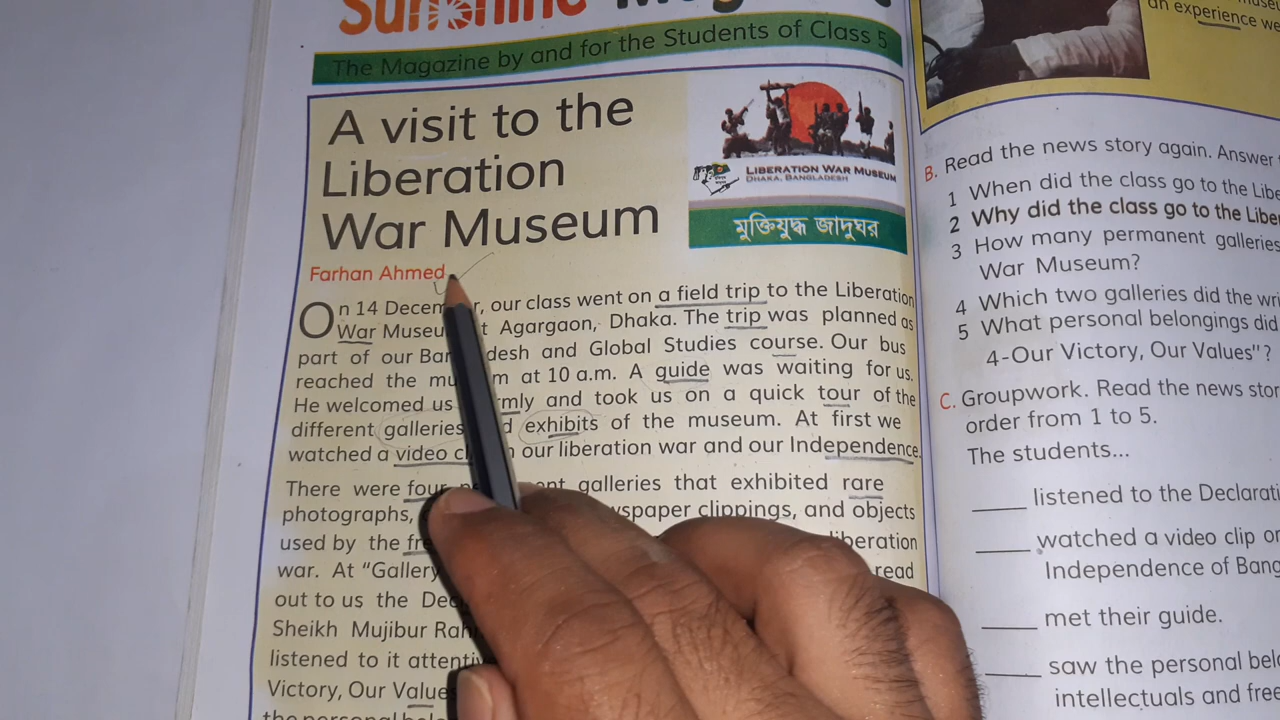 Sunshine
The Magazine by and for the Students of Class 5
A visit to the
Liberation
War Museum
LIBERATION WAR MUSEUM
DHAKA, BANGLADESH
মুক্তিযুদ্ধ জাদুঘর
Farhan Ahmed
On 14 Decem r, our class went on a field trip to the Liberation
War Museu t Agargaon, Dhaka. The trip was planned as
part of our Ban desh and Global Studies course. Our bus
reached the mu m at 10 a.m. A guide was waiting for us.
He welcomed us rmly and took us on a quick tour of the
different galleries d exhibits of the museum. At first we
watched a video cl n our liberation war and our Independence.
There were four nt galleries that exhibited rare
photographs, wspaper clippings, and objects
used by the fre liberation
war. At "Gallery read
out to us the Dec
Sheikh Mujibur Rah
listened to it attenti
Victory, Our Values
an experience we
B. Read the news story again. Answer
1 When did the class go to the Libe
2 Why did the class go to the Liber
3 How many permanent galleries
War Museum?
4 Which two galleries did the wri
5 What personal belongings did
4-Our Victory, Our Values"?
C. Groupwork. Read the news stor
order from 1 to 5.
The students...
____ listened to the Declarati
____ watched a video clip or
Independence of Bang
____ met their guide.
____ saw the personal bel
intellectuals and free